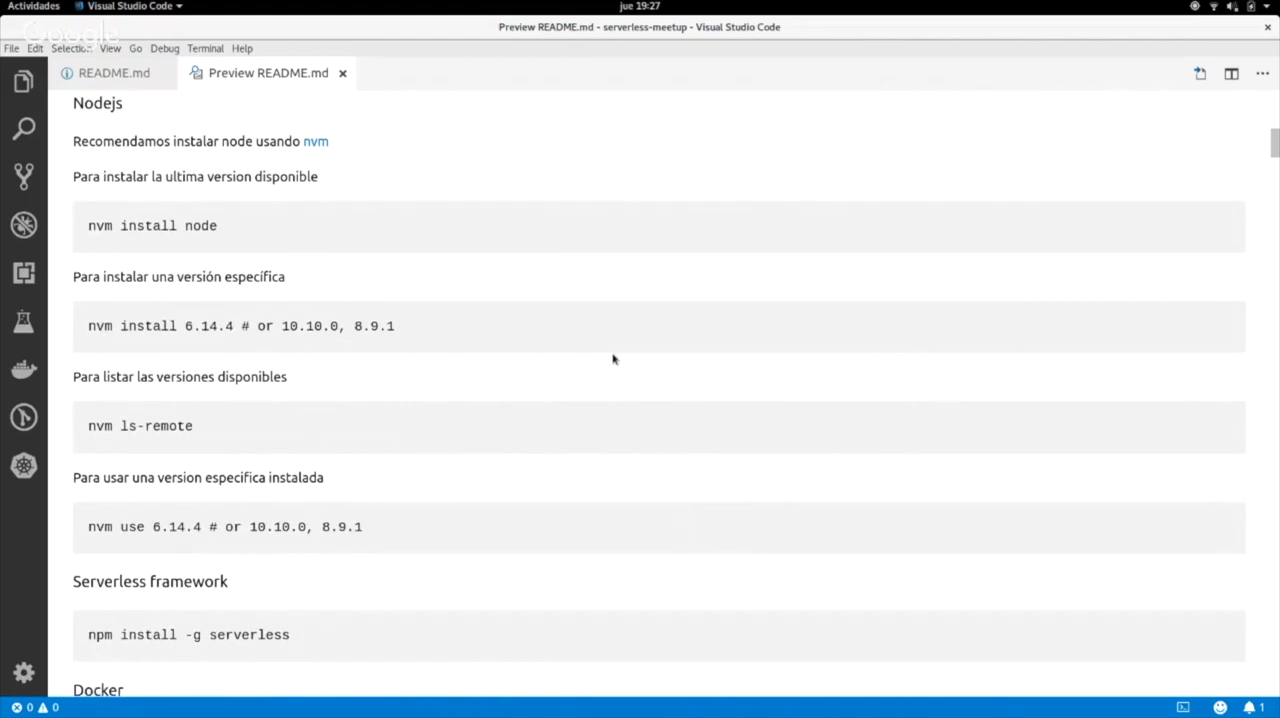 Actividades Visual Studio Code jue 19:27
Preview README.md - serverless-meetup - Visual Studio Code
Google
File Edit Selection View Go Debug Terminal Help
README.md Preview README.md
Nodejs
Recomendamos instalar node usando nvm
Para instalar la ultima version disponible
nvm install node
Para instalar una versión específica
nvm install 6.14.4 # or 10.10.0, 8.9.1
Para listar las versiones disponibles
nvm ls-remote
Para usar una version especifica instalada
nvm use 6.14.4 # or 10.10.0, 8.9.1
Serverless framework
npm install -g serverless
Docker
0 0 1